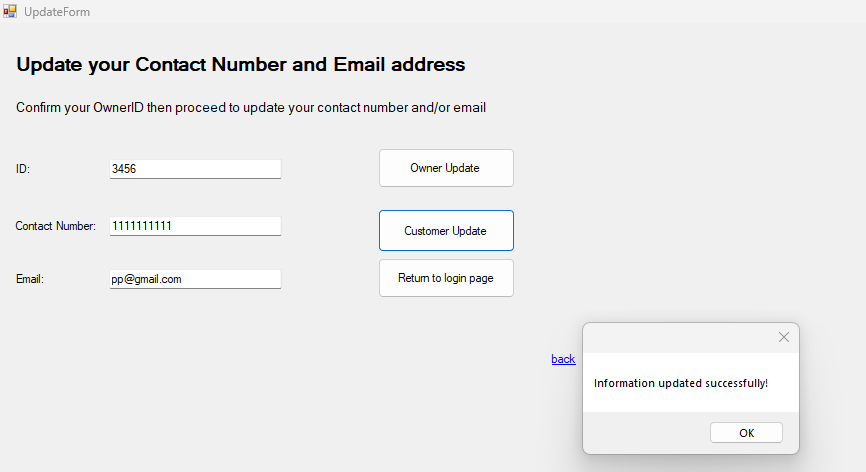 UpdateForm
Update your Contact Number and Email address
Confirm your OwnerID then proceed to update your contact number and/or email
ID: 3456 Owner Update
Contact Number: 1111111111 Customer Update
Email: pp@gmail.com Return to login page
back
Information updated successfully!
OK